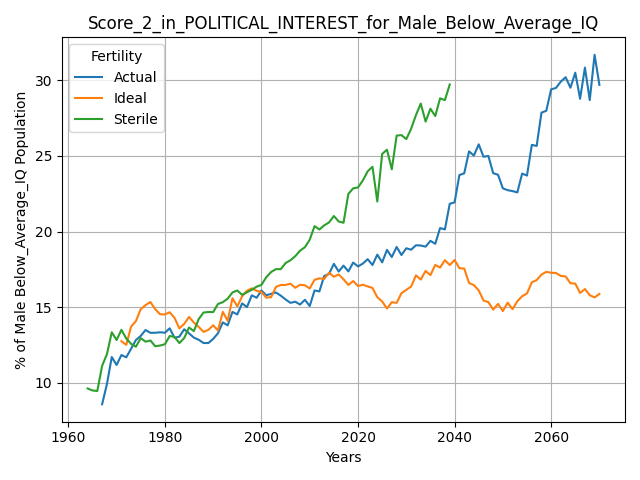 Score_2_in_POLITICAL_INTEREST_for_Male_Below_Average_IQ
Fertility
Actual
Ideal
Sterile
% of Male Below_Average_IQ Population
30
25
20
15
10
1960
1980
2000
2020
2040
2060
Years